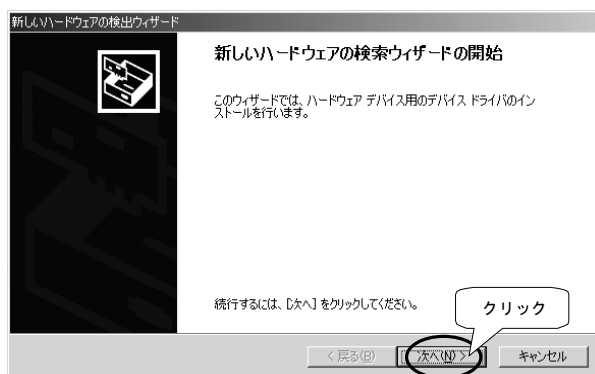 新しいハードウェアの検出ウィザード
新しいハードウェアの検索ウィザードの開始
このウィザードでは、ハードウェア デバイス用のデバイス ドライバのイン
ストールを行います。
続行するには、[次へ] をクリックしてください。
クリック
< 戻る(B)
次へ(N) >
キャンセル